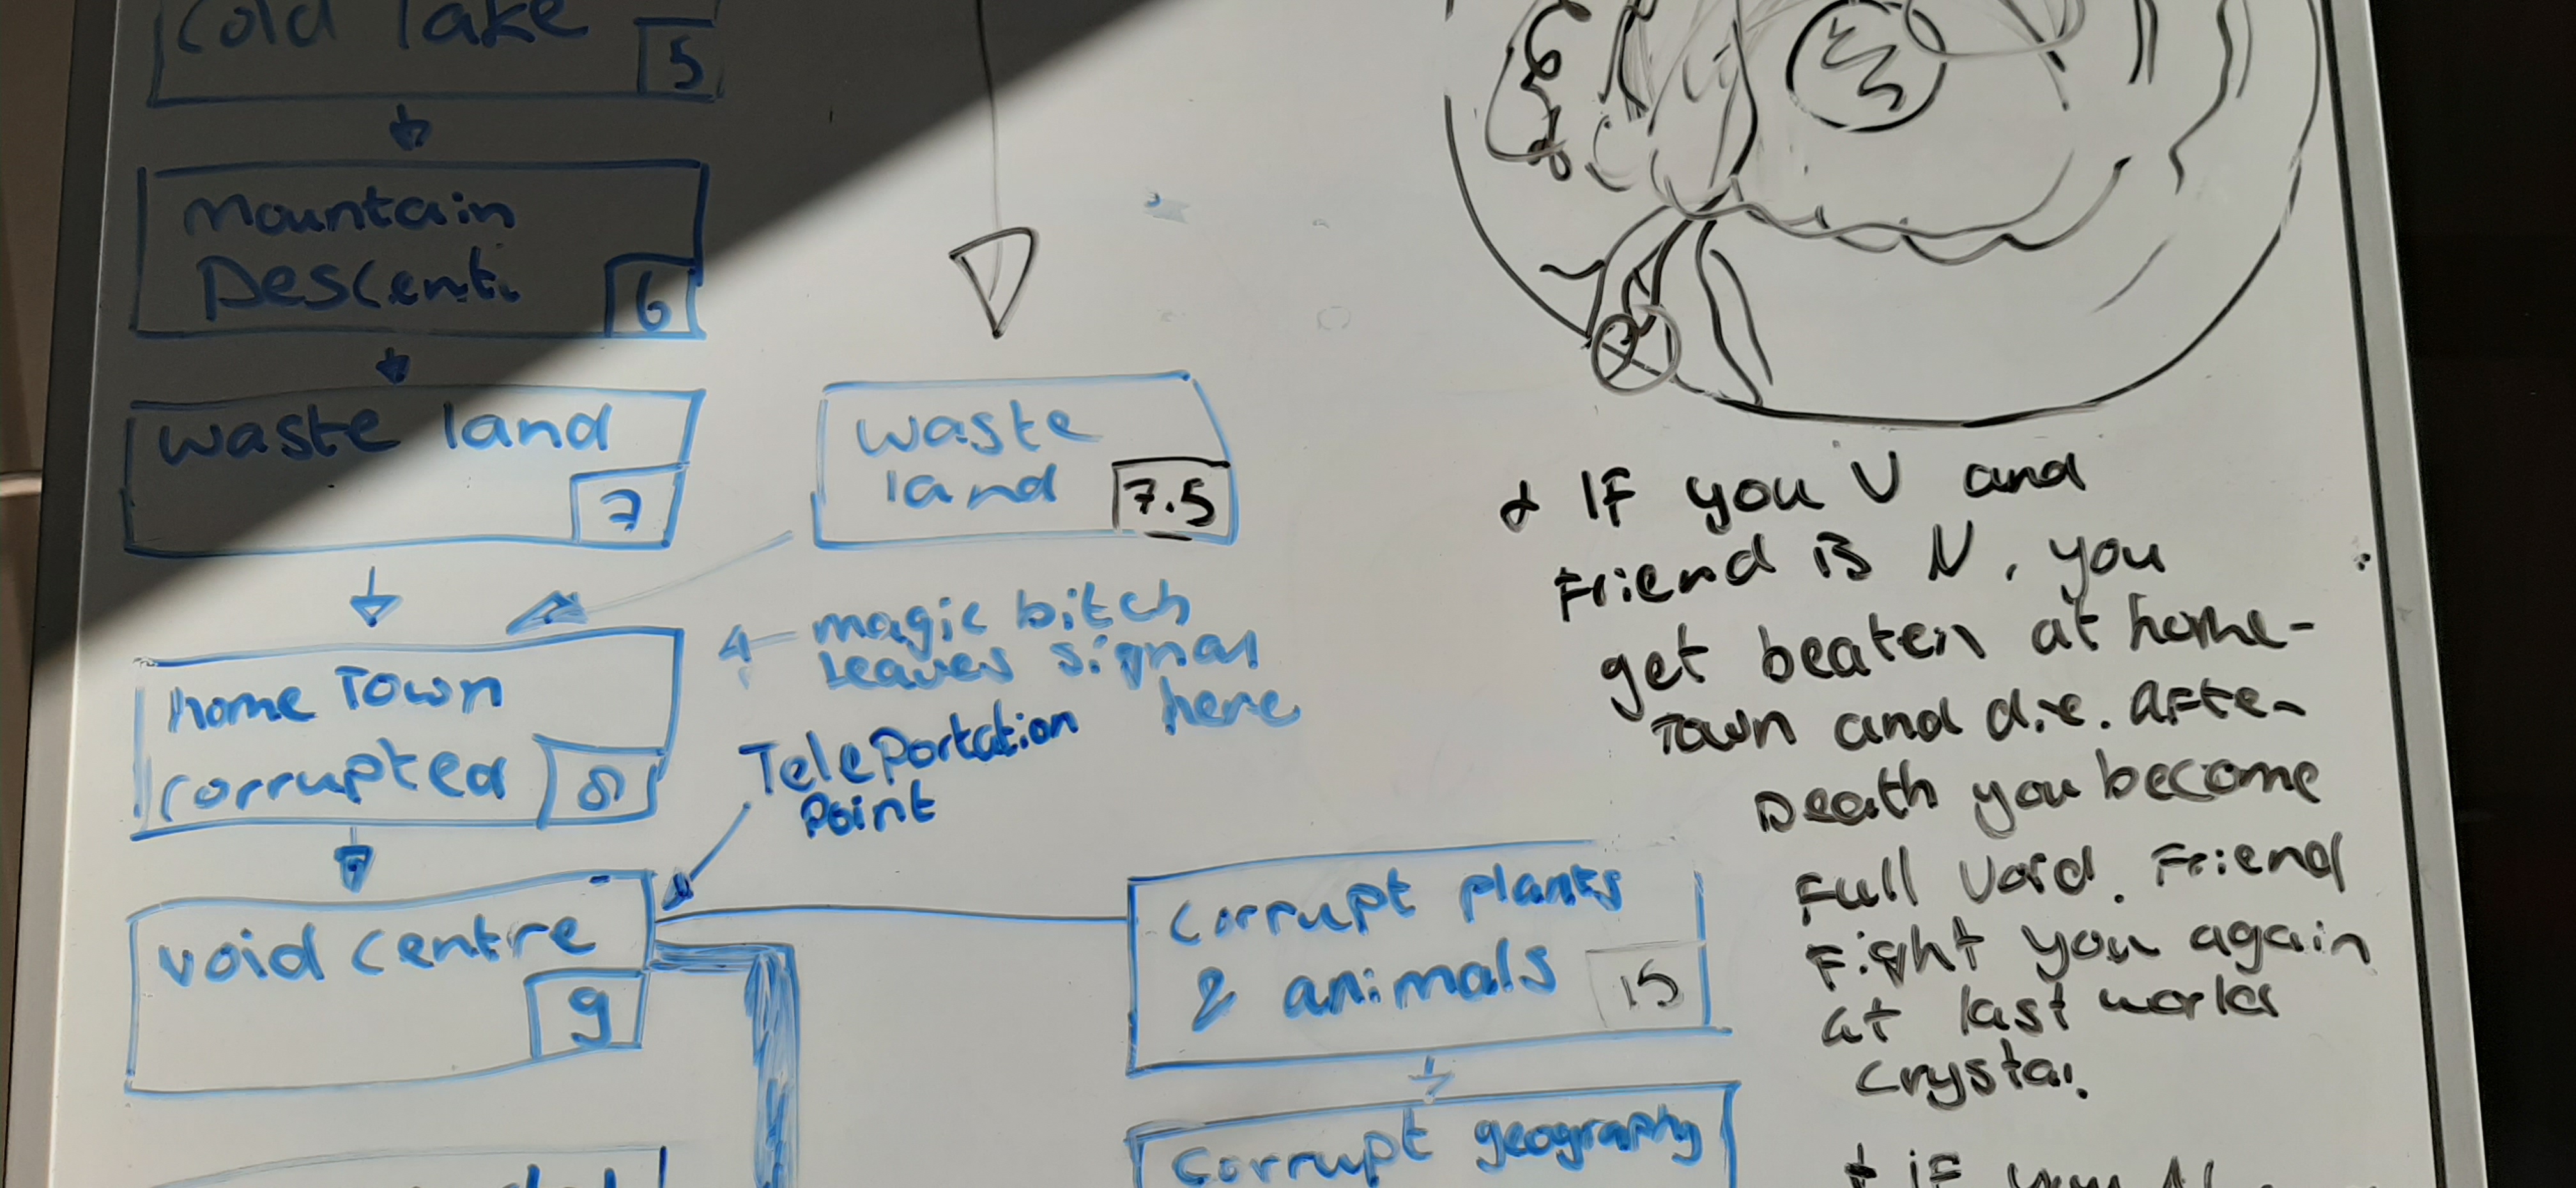 Cold lake
5
Mountain
Descent.
6
waste land
7
waste
land
7.5
magic bitch
leaves signal
here
home Town
corrupted
8
Teleportation
Point
void centre
9
corrupt plants
& animals
15
corrupt geography
& IF you V and
Friend is N, you
get beaten at home-
Town and die. After
Death you become
Full Void. Friend
Fight you again
at last works
crystal.
& iF you